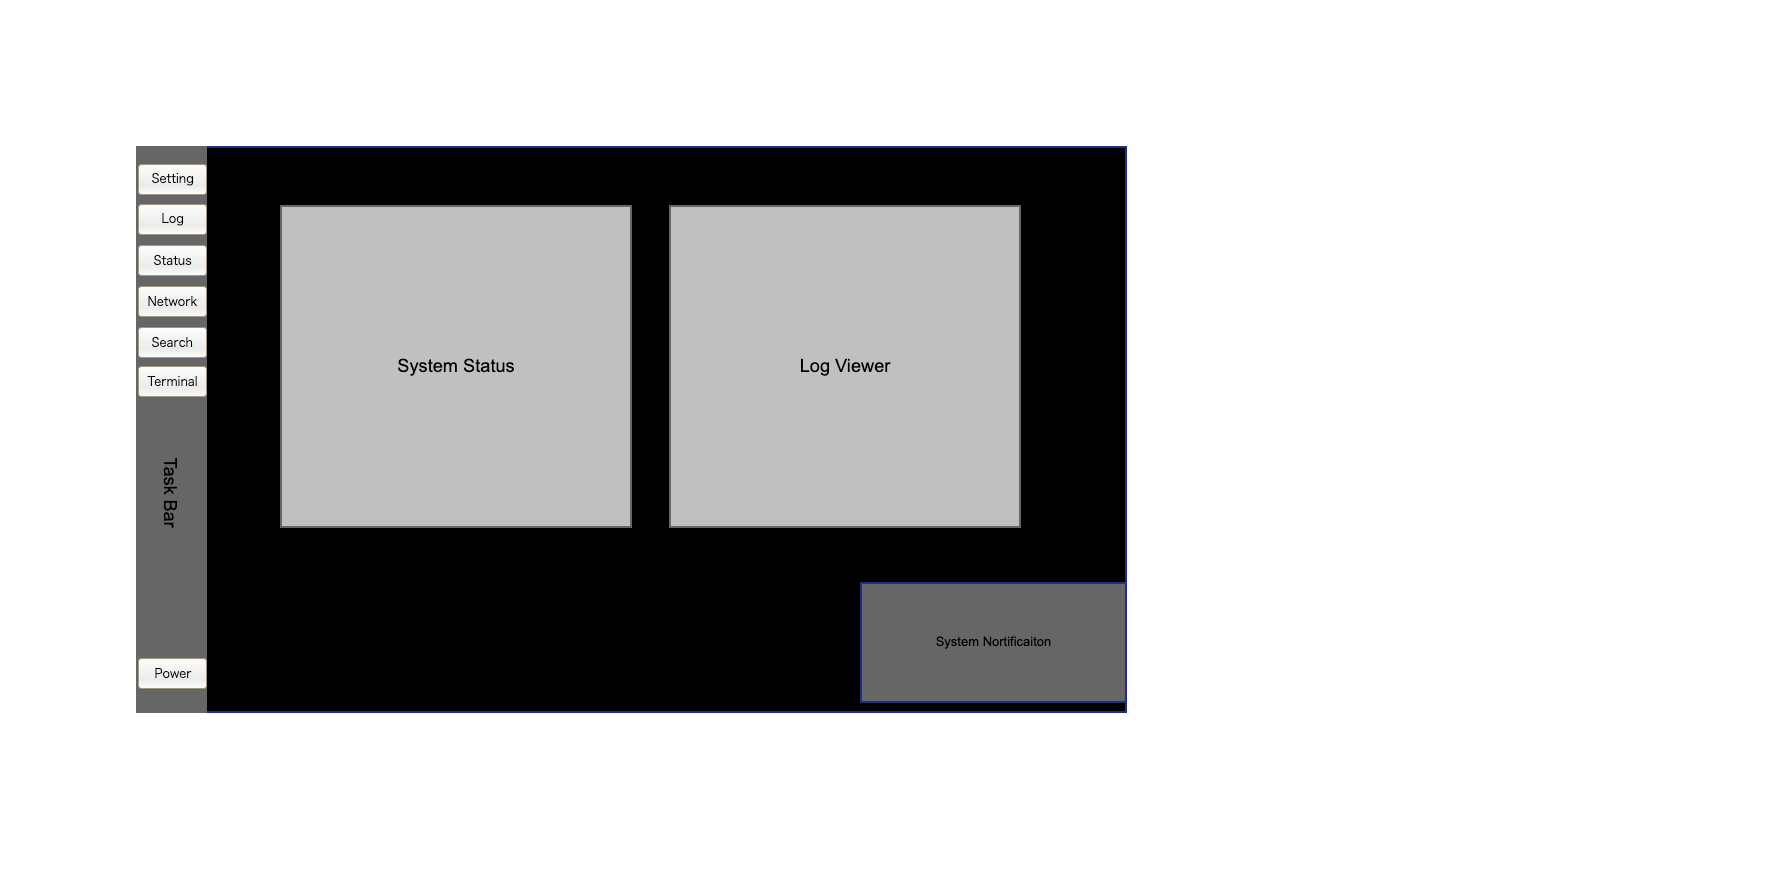 Setting
Log
Status
Network
Search
Terminal
Task Bar
Power
System Status
Log Viewer
System Nortificaiton